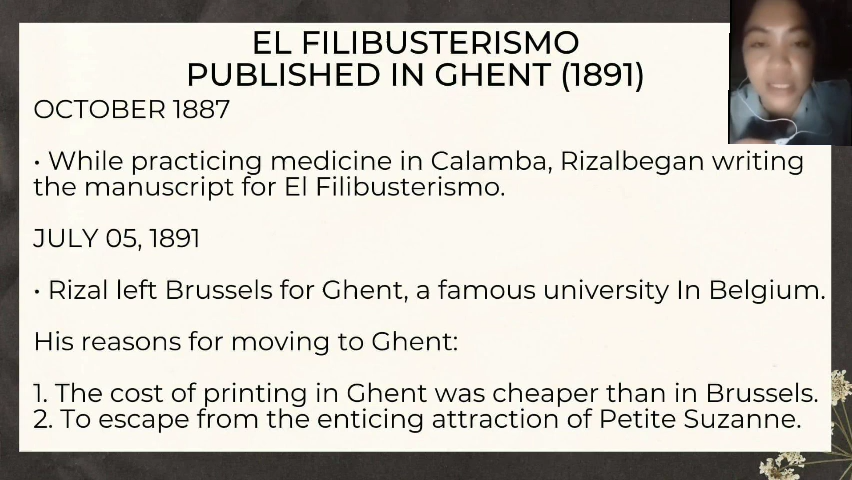 EL FILIBUSTERISMO
PUBLISHED IN GHENT (1891)
OCTOBER 1887
• While practicing medicine in Calamba, Rizalbegan writing
the manuscript for El Filibusterismo.
JULY 05, 1891
• Rizal left Brussels for Ghent, a famous university In Belgium.
His reasons for moving to Ghent:
1. The cost of printing in Ghent was cheaper than in Brussels.
2. To escape from the enticing attraction of Petite Suzanne.